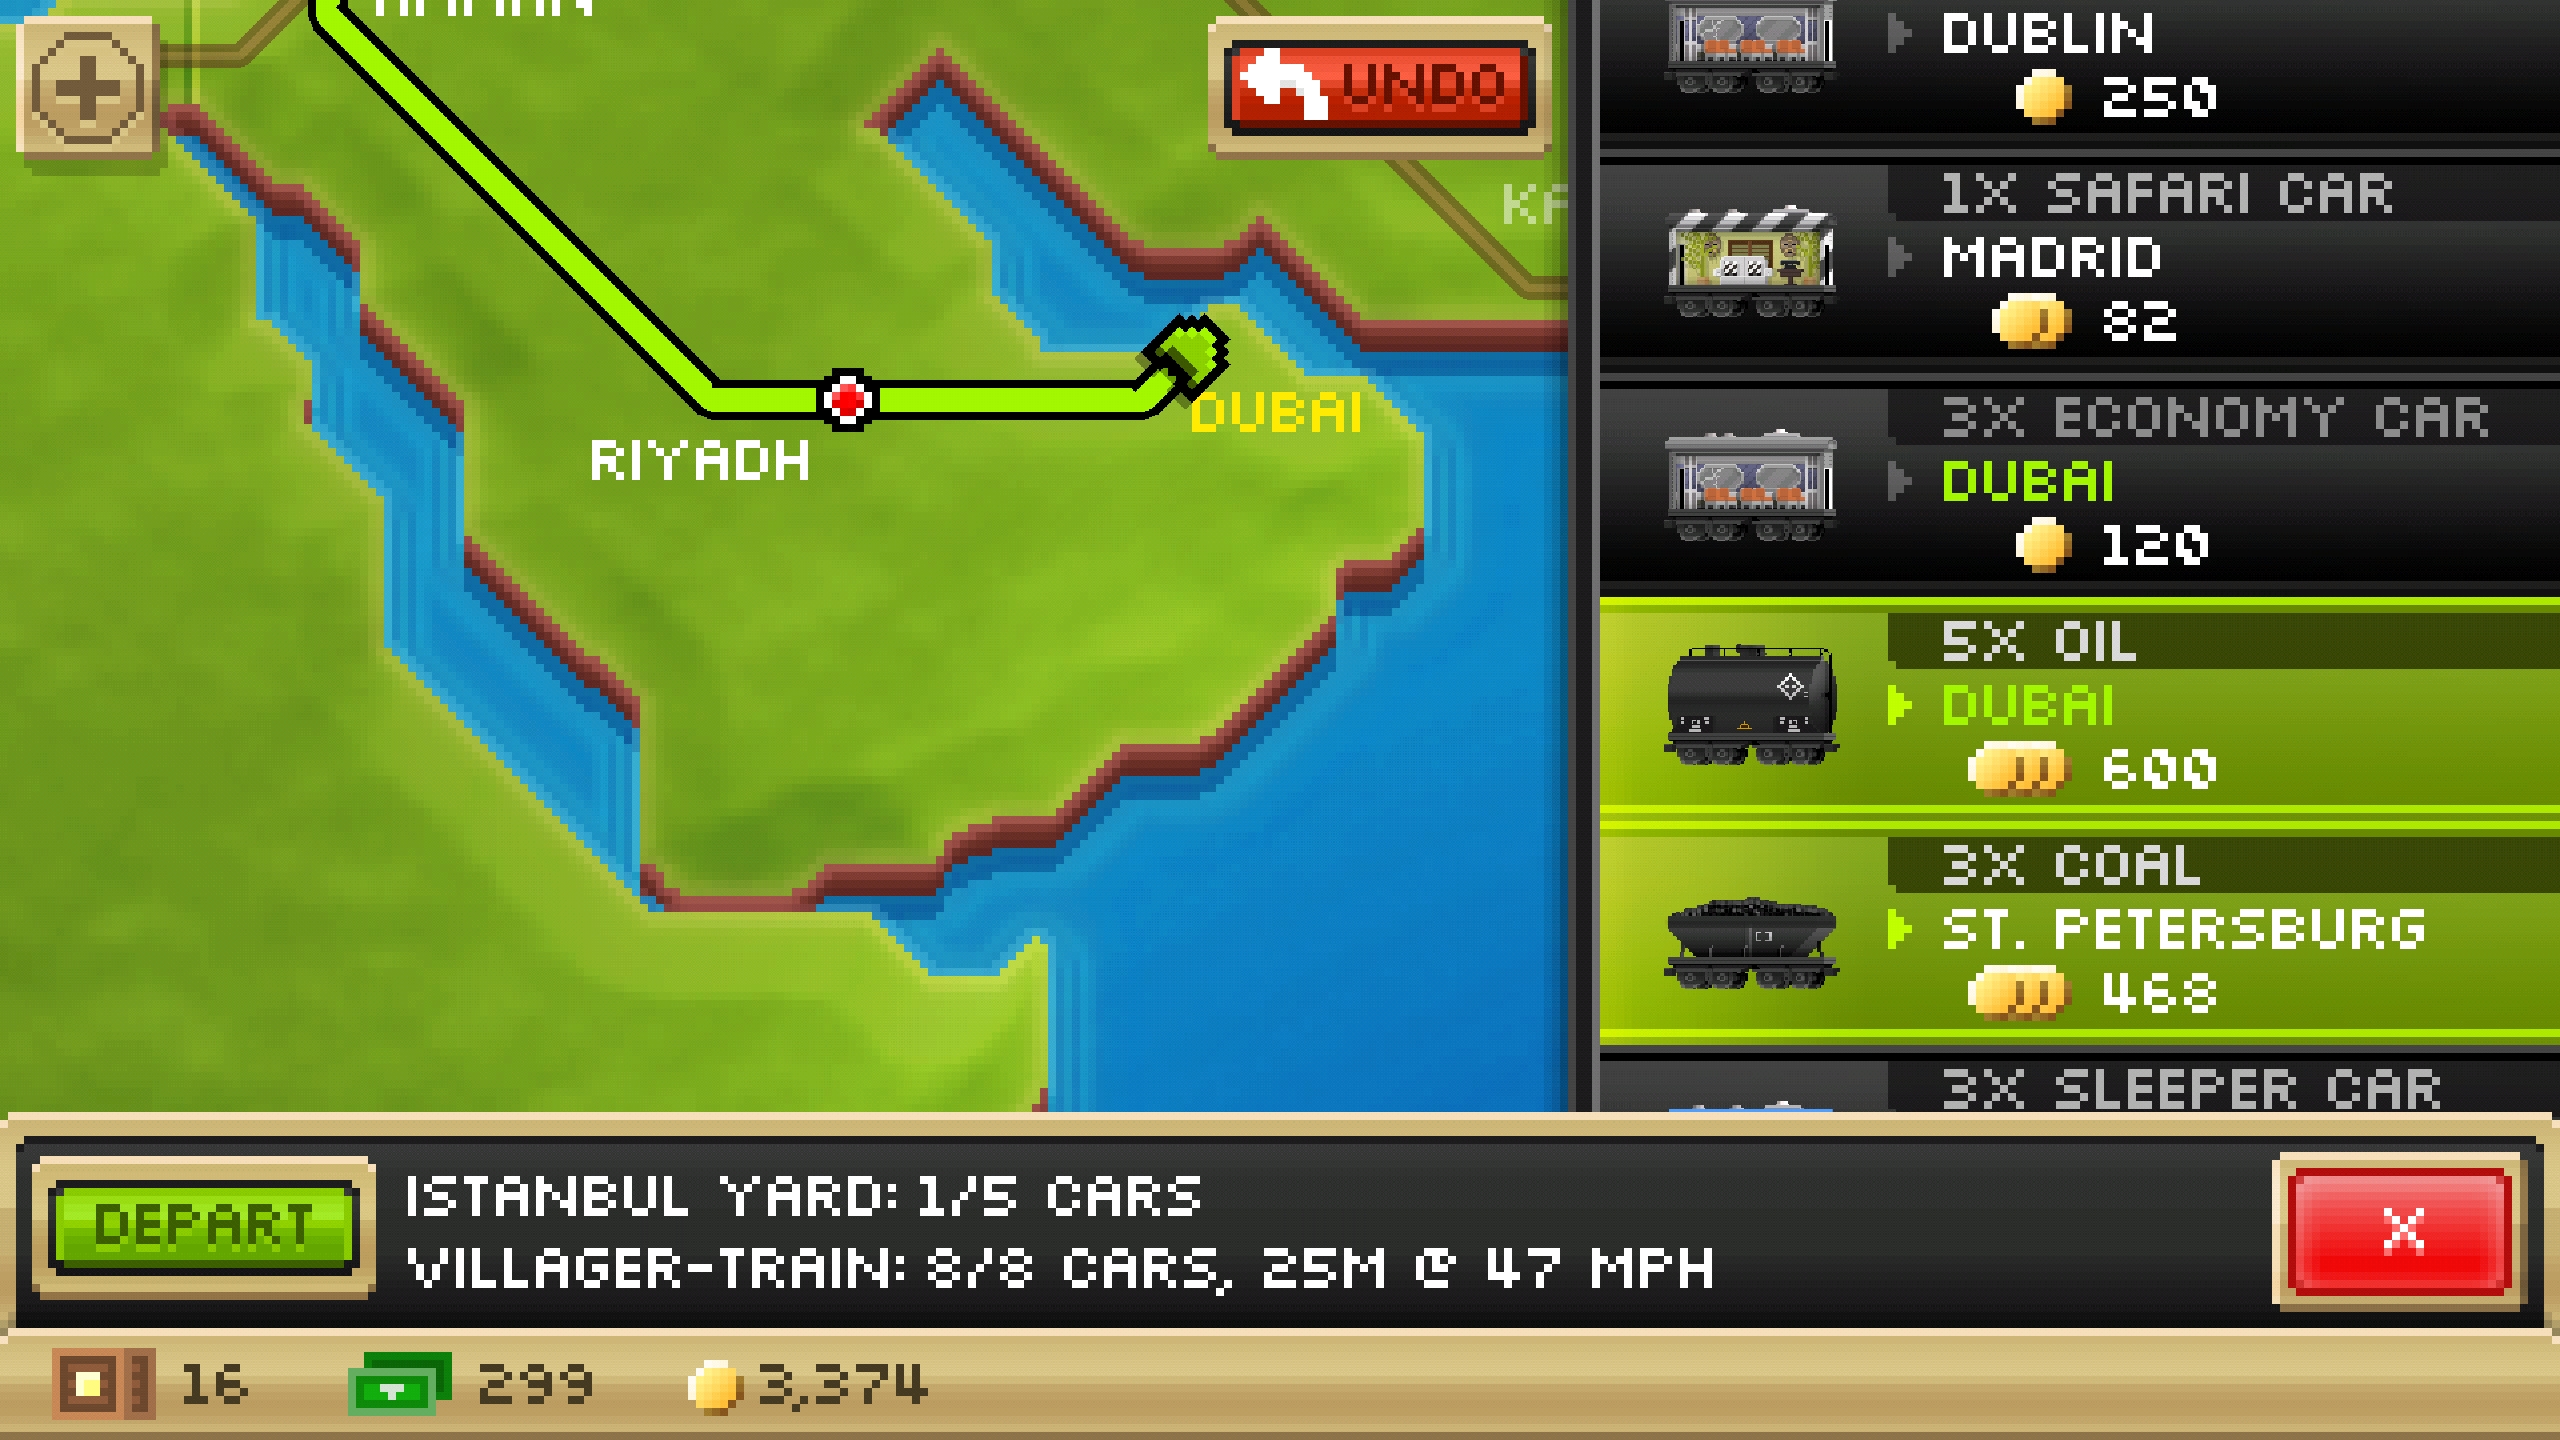 UNDO
KA
RIYADH
DUBAI
DUBLIN
250
1X SAFARI CAR
MADRID
82
3X ECONOMY CAR
DUBAI
120
5X OIL
DUBAI
600
3X COAL
ST. PETERSBURG
468
3X SLEEPER CAR
DEPART
ISTANBUL YARD: 1/5 CARS
VILLAGER-TRAIN: 8/8 CARS, 25M @ 47 MPH
X
16
299
3,374